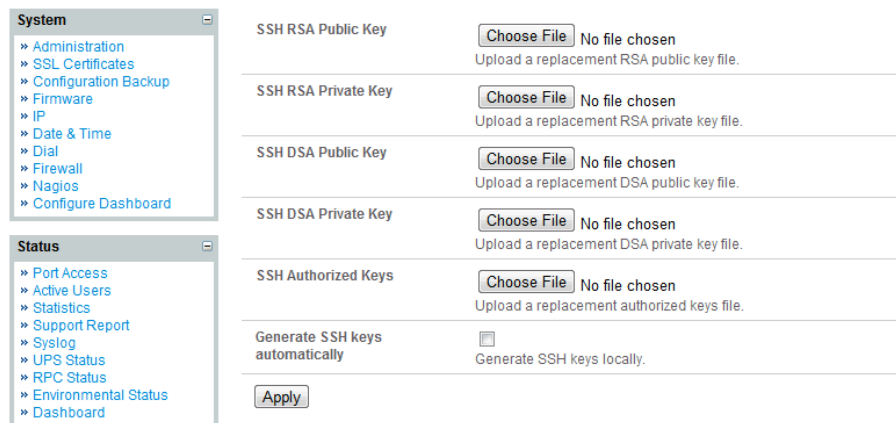 System
» Administration
» SSL Certificates
» Configuration Backup
» Firmware
» IP
» Date & Time
» Dial
» Firewall
» Nagios
» Configure Dashboard
Status
» Port Access
» Active Users
» Statistics
» Support Report
» Syslog
» UPS Status
» RPC Status
» Environmental Status
» Dashboard
SSH RSA Public Key
Choose File No file chosen
Upload a replacement RSA public key file.
SSH RSA Private Key
Choose File No file chosen
Upload a replacement RSA private key file.
SSH DSA Public Key
Choose File No file chosen
Upload a replacement DSA public key file.
SSH DSA Private Key
Choose File No file chosen
Upload a replacement DSA private key file.
SSH Authorized Keys
Choose File No file chosen
Upload a replacement authorized keys file.
Generate SSH keys
automatically
Generate SSH keys locally.
Apply